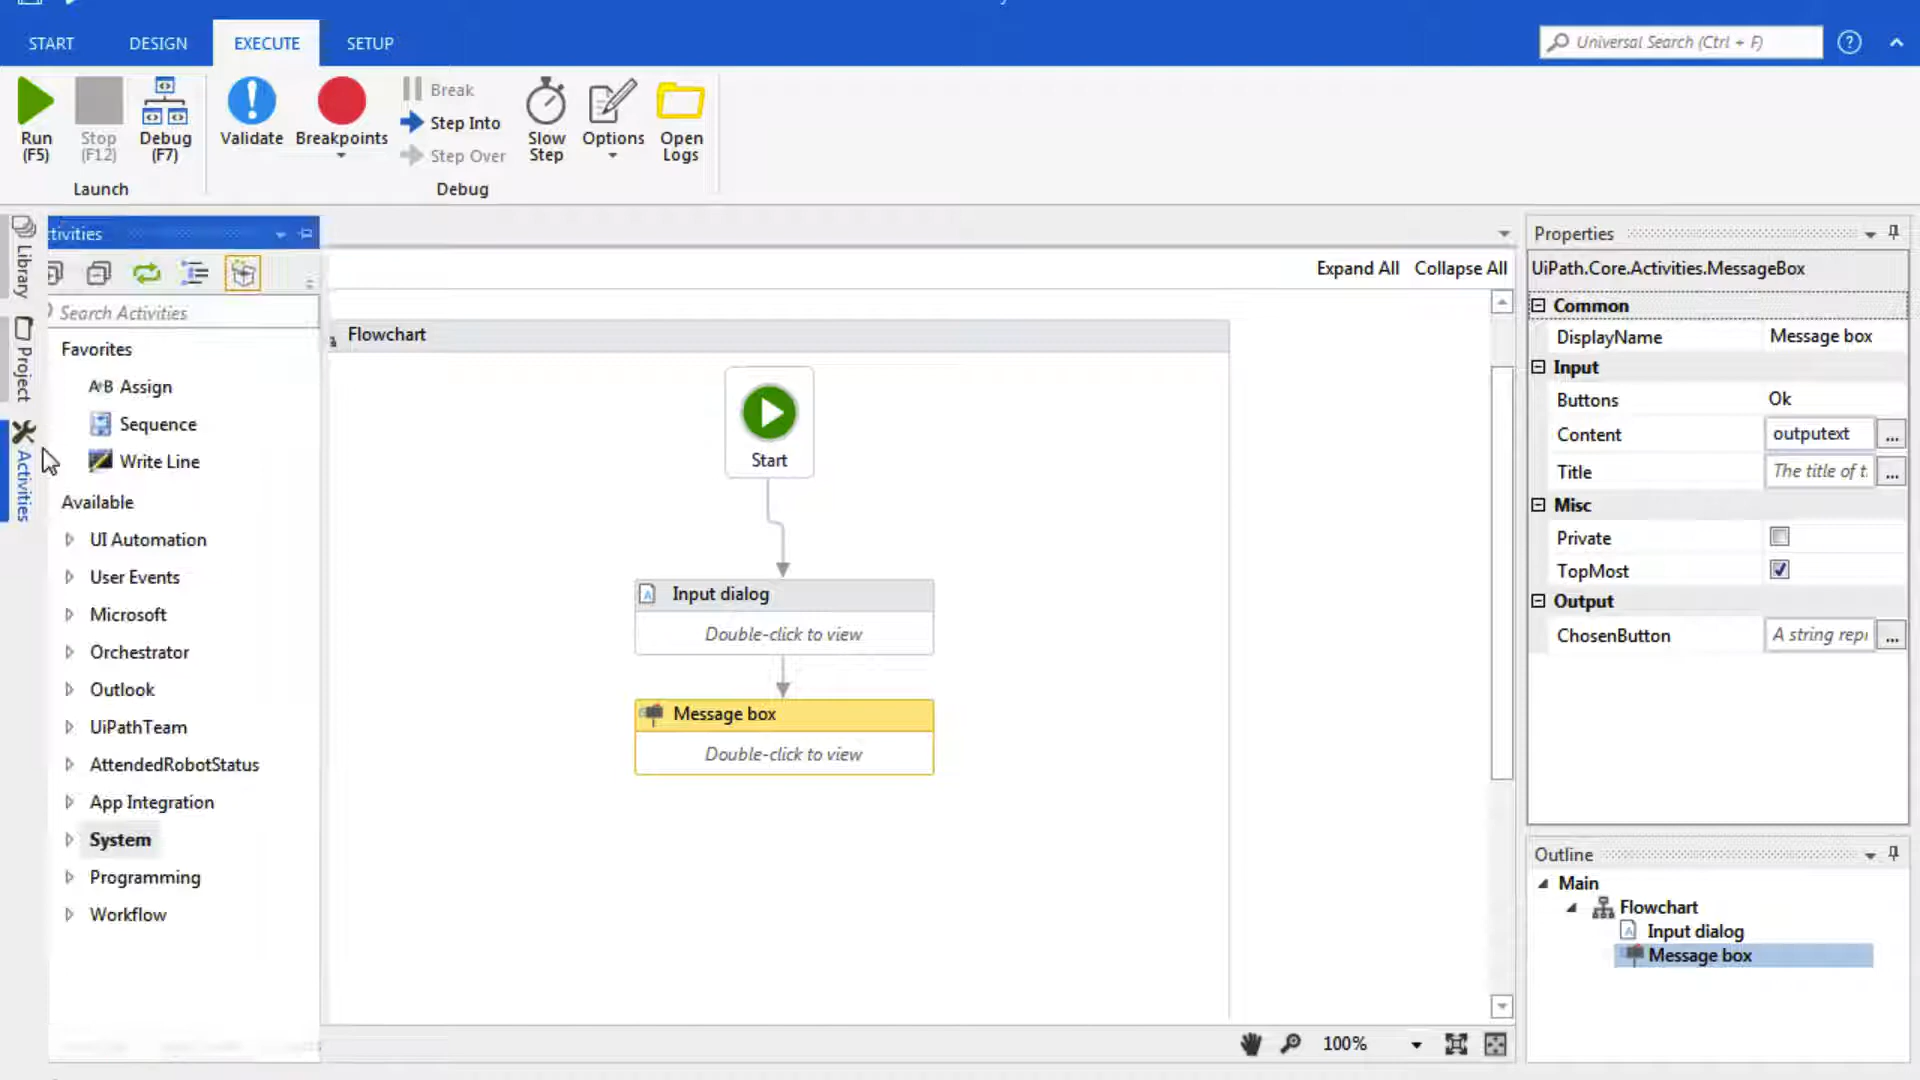 START DESIGN EXECUTE SETUP
Universal Search (Ctrl + F)
Run
(F5)
Stop
(F12)
Debug
(F7)
Launch
Validate
Breakpoints
Break
Step Into
Step Over
Slow
Step
Options
Open
Logs
Debug
Library
Project
Activities
tivities
Search Activities
Favorites
A+B Assign
Sequence
Write Line
Available
UI Automation
User Events
Microsoft
Orchestrator
Outlook
UiPathTeam
AttendedRobotStatus
App Integration
System
Programming
Workflow
Expand All Collapse All
Flowchart
Start
Input dialog
Double-click to view
Message box
Double-click to view
100%
Properties
UiPath.Core.Activities.MessageBox
Common
DisplayName Message box
Input
Buttons Ok
Content outputext ...
Title The title of t. ...
Misc
Private
TopMost
Output
ChosenButton A string repr ...
Outline
Main
Flowchart
Input dialog
Message box